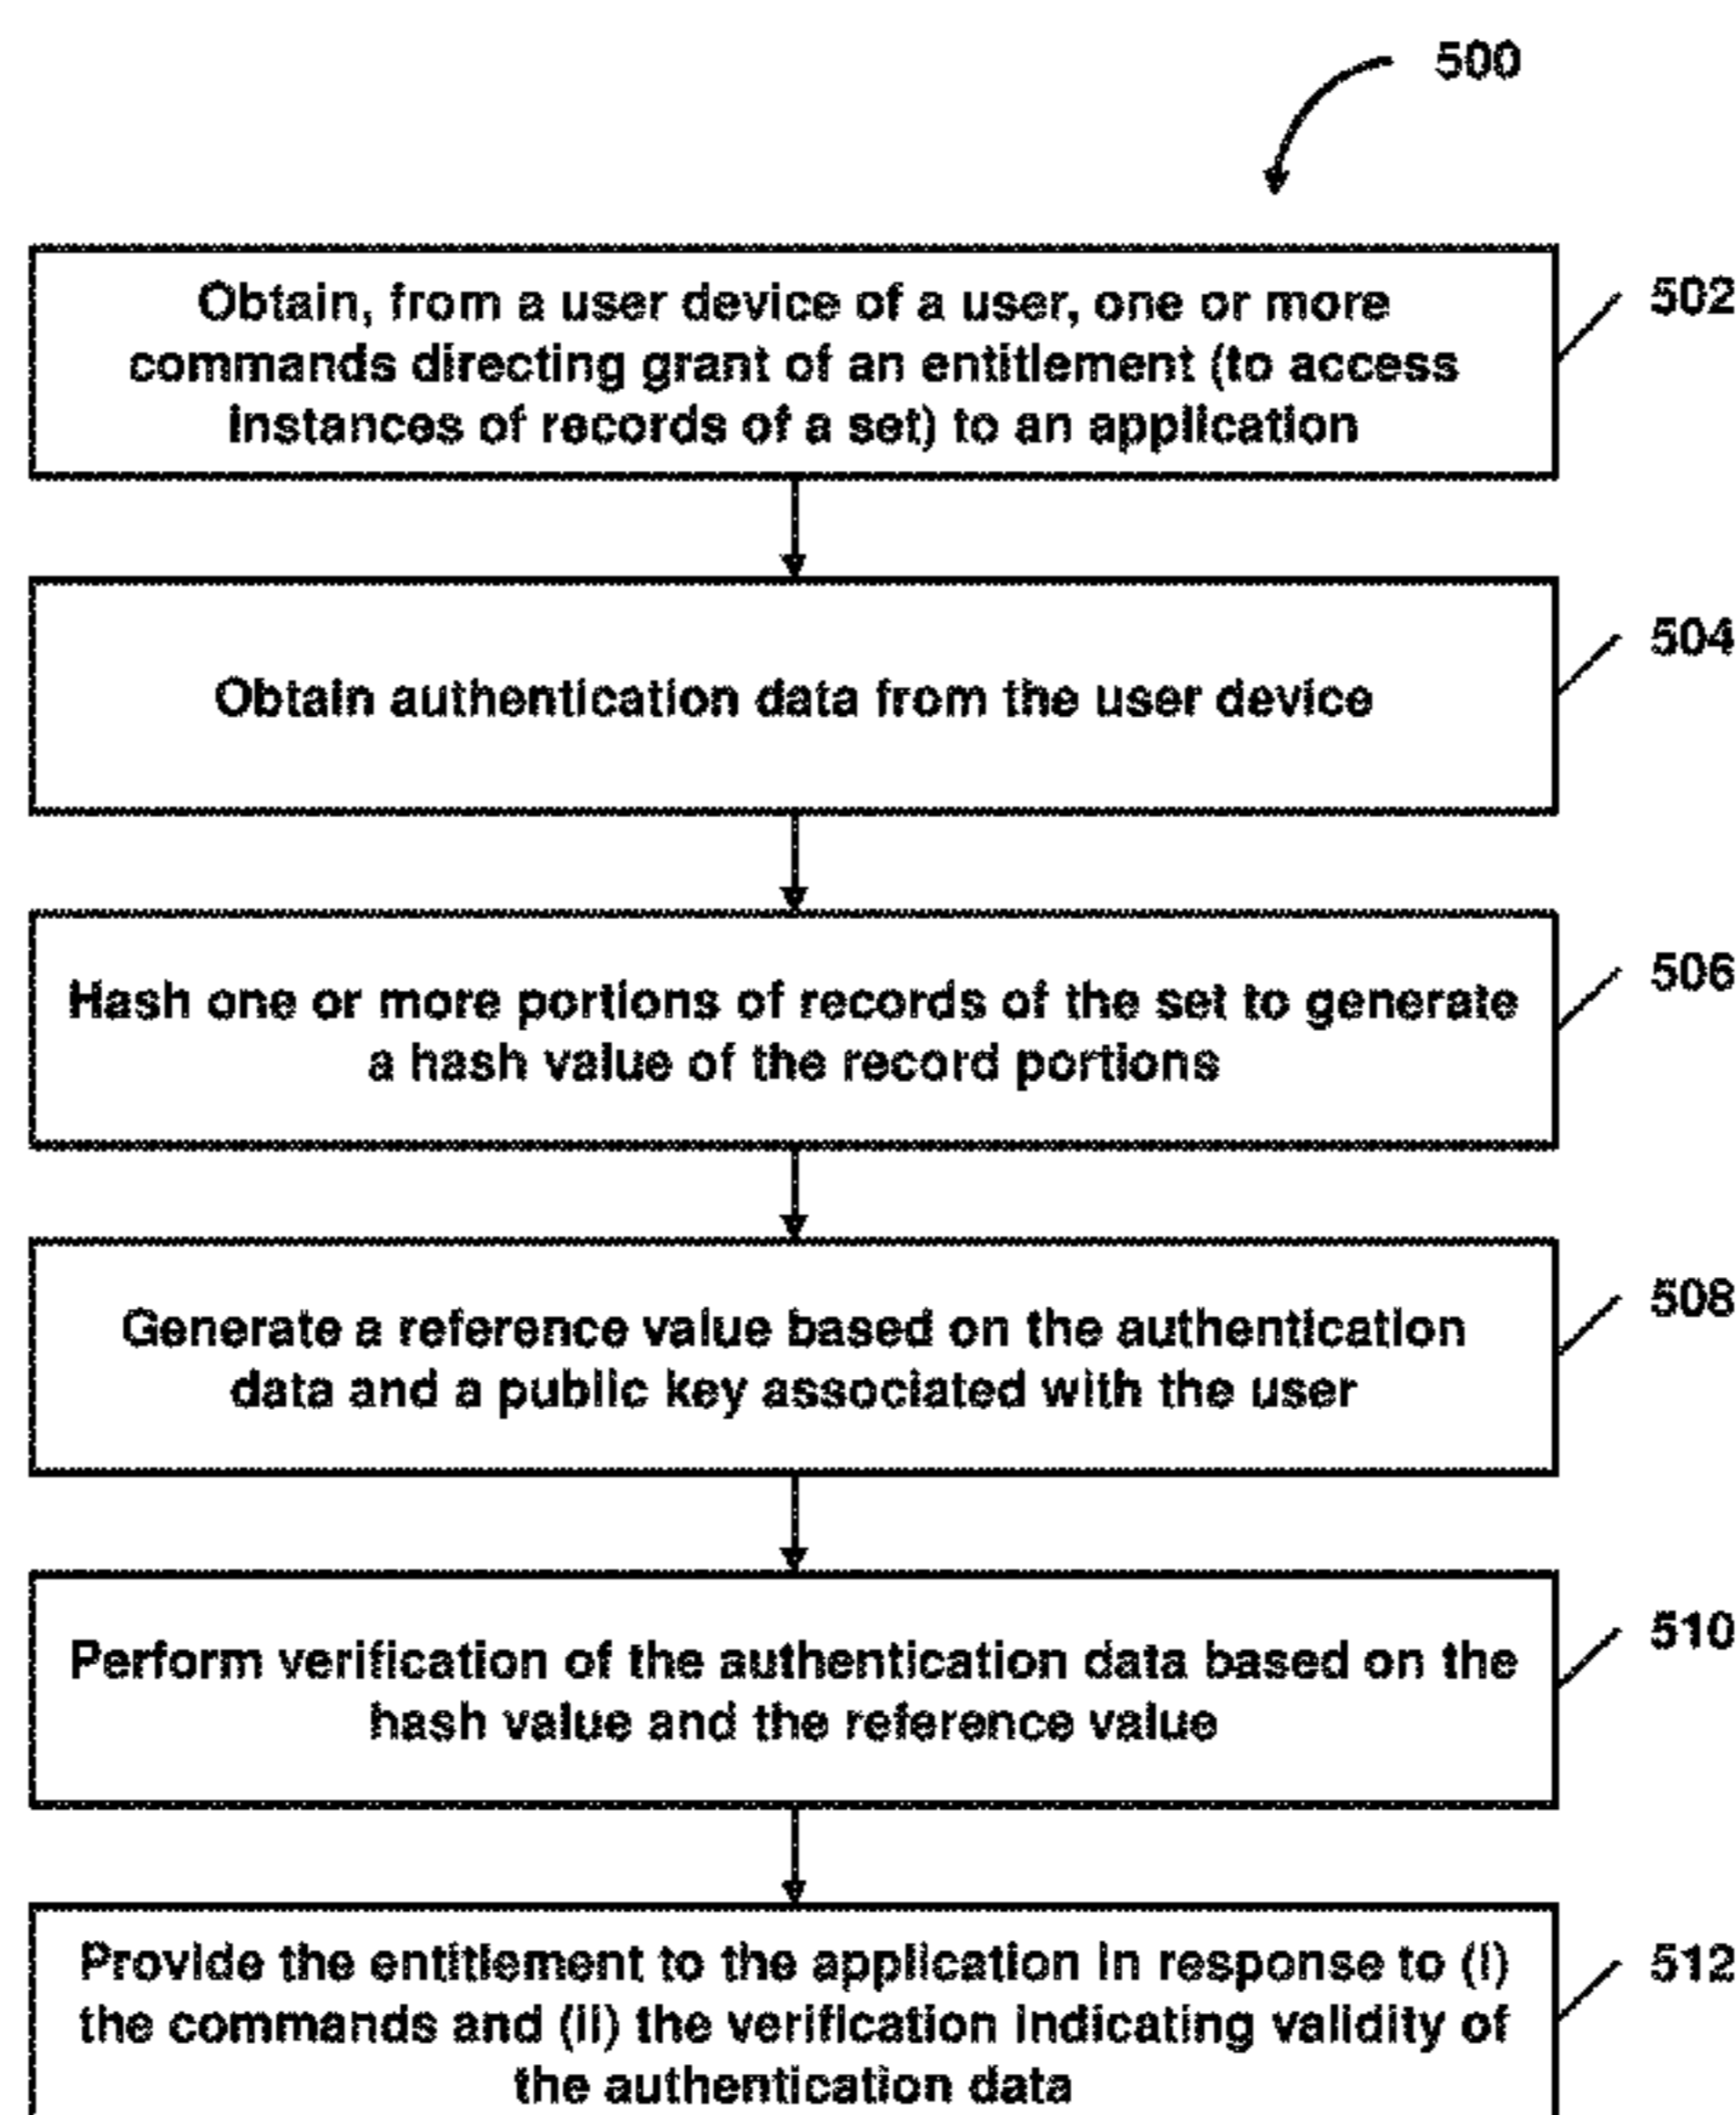 500
Obtain, from a user device of a user, one or more
commands directing grant of an entitlement (to access
instances of records of a set) to an application
502
Obtain authentication data from the user device
504
Hash one or more portions of records of the set to generate
a hash value of the record portions
506
Generate a reference value based on the authentication
data and a public key associated with the user
508
Perform verification of the authentication data based on the
hash value and the reference value
510
Provide the entitlement to the application in response to (i)
the commands and (ii) the verification indicating validity of
the authentication data
512